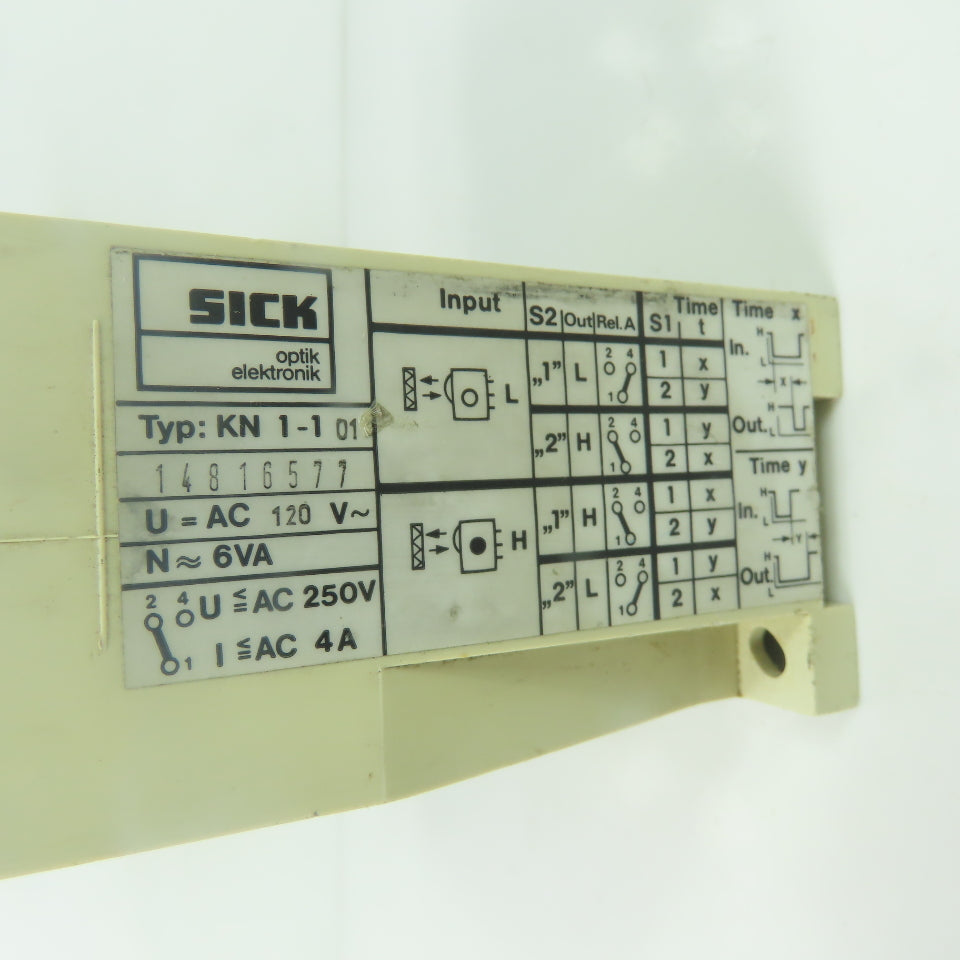 SICK
optik
elektronik
Typ: KN 1-1 01
14816577
U = AC 120 V~
N ≈ 6VA
2 4 U ≦ AC 250V
1 I ≦ AC 4A
Input S2 Out Rel. A S1 Time t
L „1” L 2 4 1 1 x
2 y
„2” H 2 4 1 1 y
2 x
H „1” H 2 4 1 1 x
2 y
„2” L 2 4 1 1 y
2 x
Time x
In. H L
x
Out. H L
Time y
In. H L
Y
Out. H L